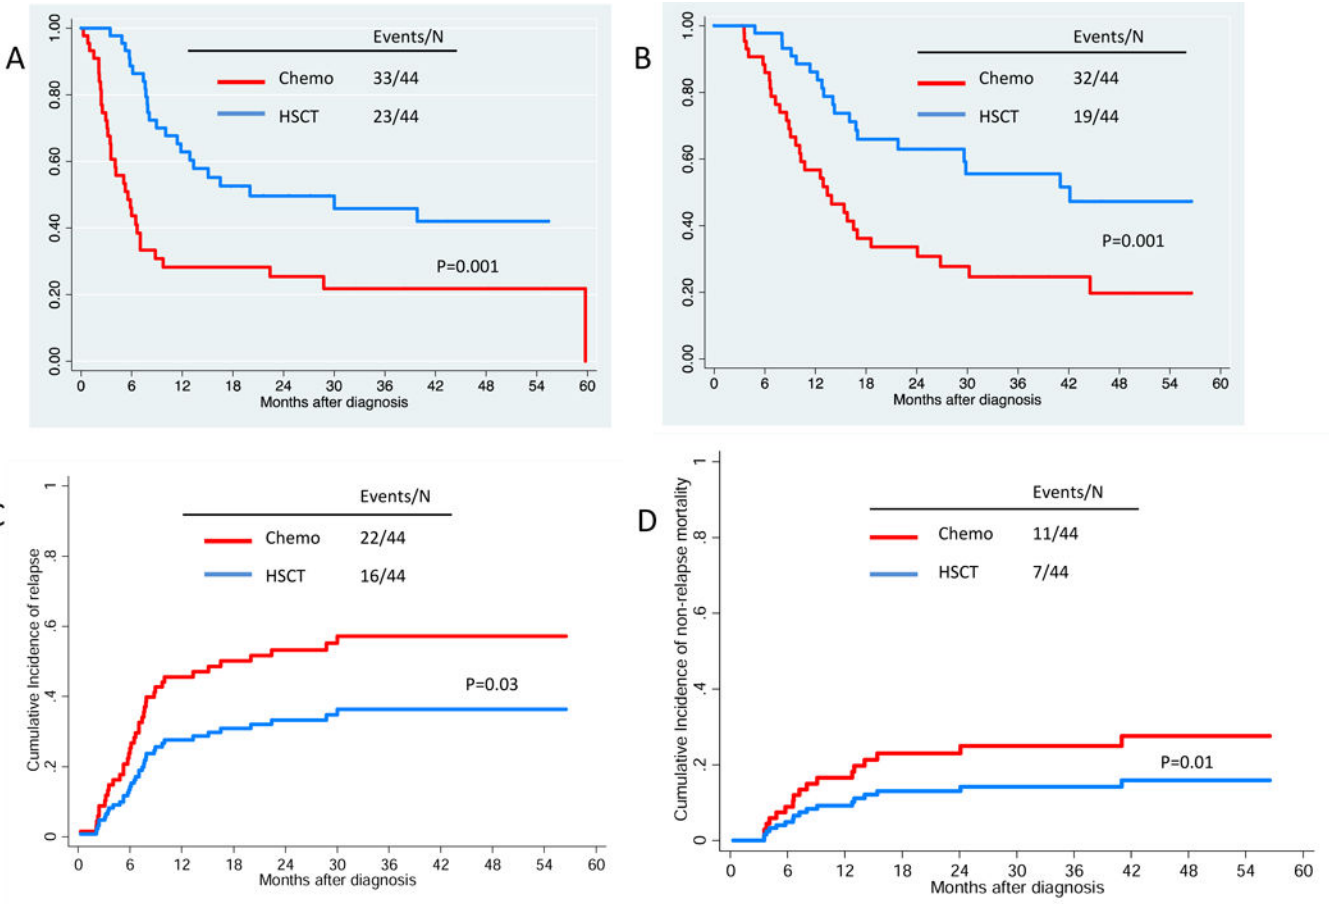 A
Events/N
Chemo 33/44
HSCT 23/44
P=0.001
1.00
0.80
0.60
0.40
0.20
0.00
0 6 12 18 24 30 36 42 48 54 60
Months after diagnosis
B
Events/N
Chemo 32/44
HSCT 19/44
P=0.001
1.00
0.80
0.60
0.40
0.20
0.00
0 6 12 18 24 30 36 42 48 54 60
Months after diagnosis
Cumulative Incidence of relapse
Events/N
Chemo 22/44
HSCT 16/44
P=0.03
1
.8
.6
.4
.2
0
0 6 12 18 24 30 36 42 48 54 60
Months after diagnosis
D
Cumulative Incidence of non-relapse mortality
Events/N
Chemo 11/44
HSCT 7/44
P=0.01
1
.8
.6
.4
.2
0
0 6 12 18 24 30 36 42 48 54 60
Months after diagnosis